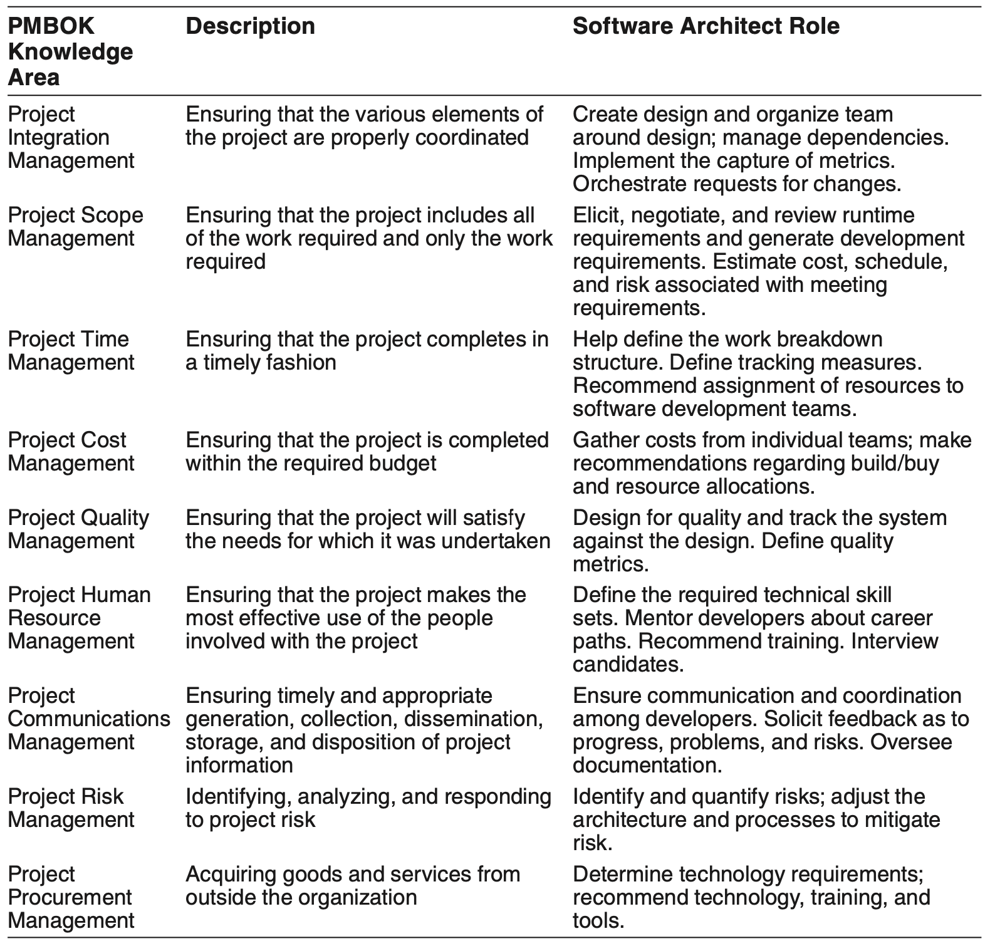 PMBOK
Knowledge
Area
Description
Software Architect Role
Project
Integration
Management
Ensuring that the various elements of
the project are properly coordinated
Create design and organize team
around design; manage dependencies.
Implement the capture of metrics.
Orchestrate requests for changes.
Project Scope
Management
Ensuring that the project includes all
of the work required and only the work
required
Elicit, negotiate, and review runtime
requirements and generate development
requirements. Estimate cost, schedule,
and risk associated with meeting
requirements.
Project Time
Management
Ensuring that the project completes in
a timely fashion
Help define the work breakdown
structure. Define tracking measures.
Recommend assignment of resources to
software development teams.
Project Cost
Management
Ensuring that the project is completed
within the required budget
Gather costs from individual teams; make
recommendations regarding build/buy
and resource allocations.
Project Quality
Management
Ensuring that the project will satisfy
the needs for which it was undertaken
Design for quality and track the system
against the design. Define quality
metrics.
Project Human
Resource
Management
Ensuring that the project makes the
most effective use of the people
involved with the project
Define the required technical skill
sets. Mentor developers about career
paths. Recommend training. Interview
candidates.
Project
Communications
Management
Ensuring timely and appropriate
generation, collection, dissemination,
storage, and disposition of project
information
Ensure communication and coordination
among developers. Solicit feedback as to
progress, problems, and risks. Oversee
documentation.
Project Risk
Management
Identifying, analyzing, and responding
to project risk
Identify and quantify risks; adjust the
architecture and processes to mitigate
risk.
Project
Procurement
Management
Acquiring goods and services from
outside the organization
Determine technology requirements;
recommend technology, training, and
tools.